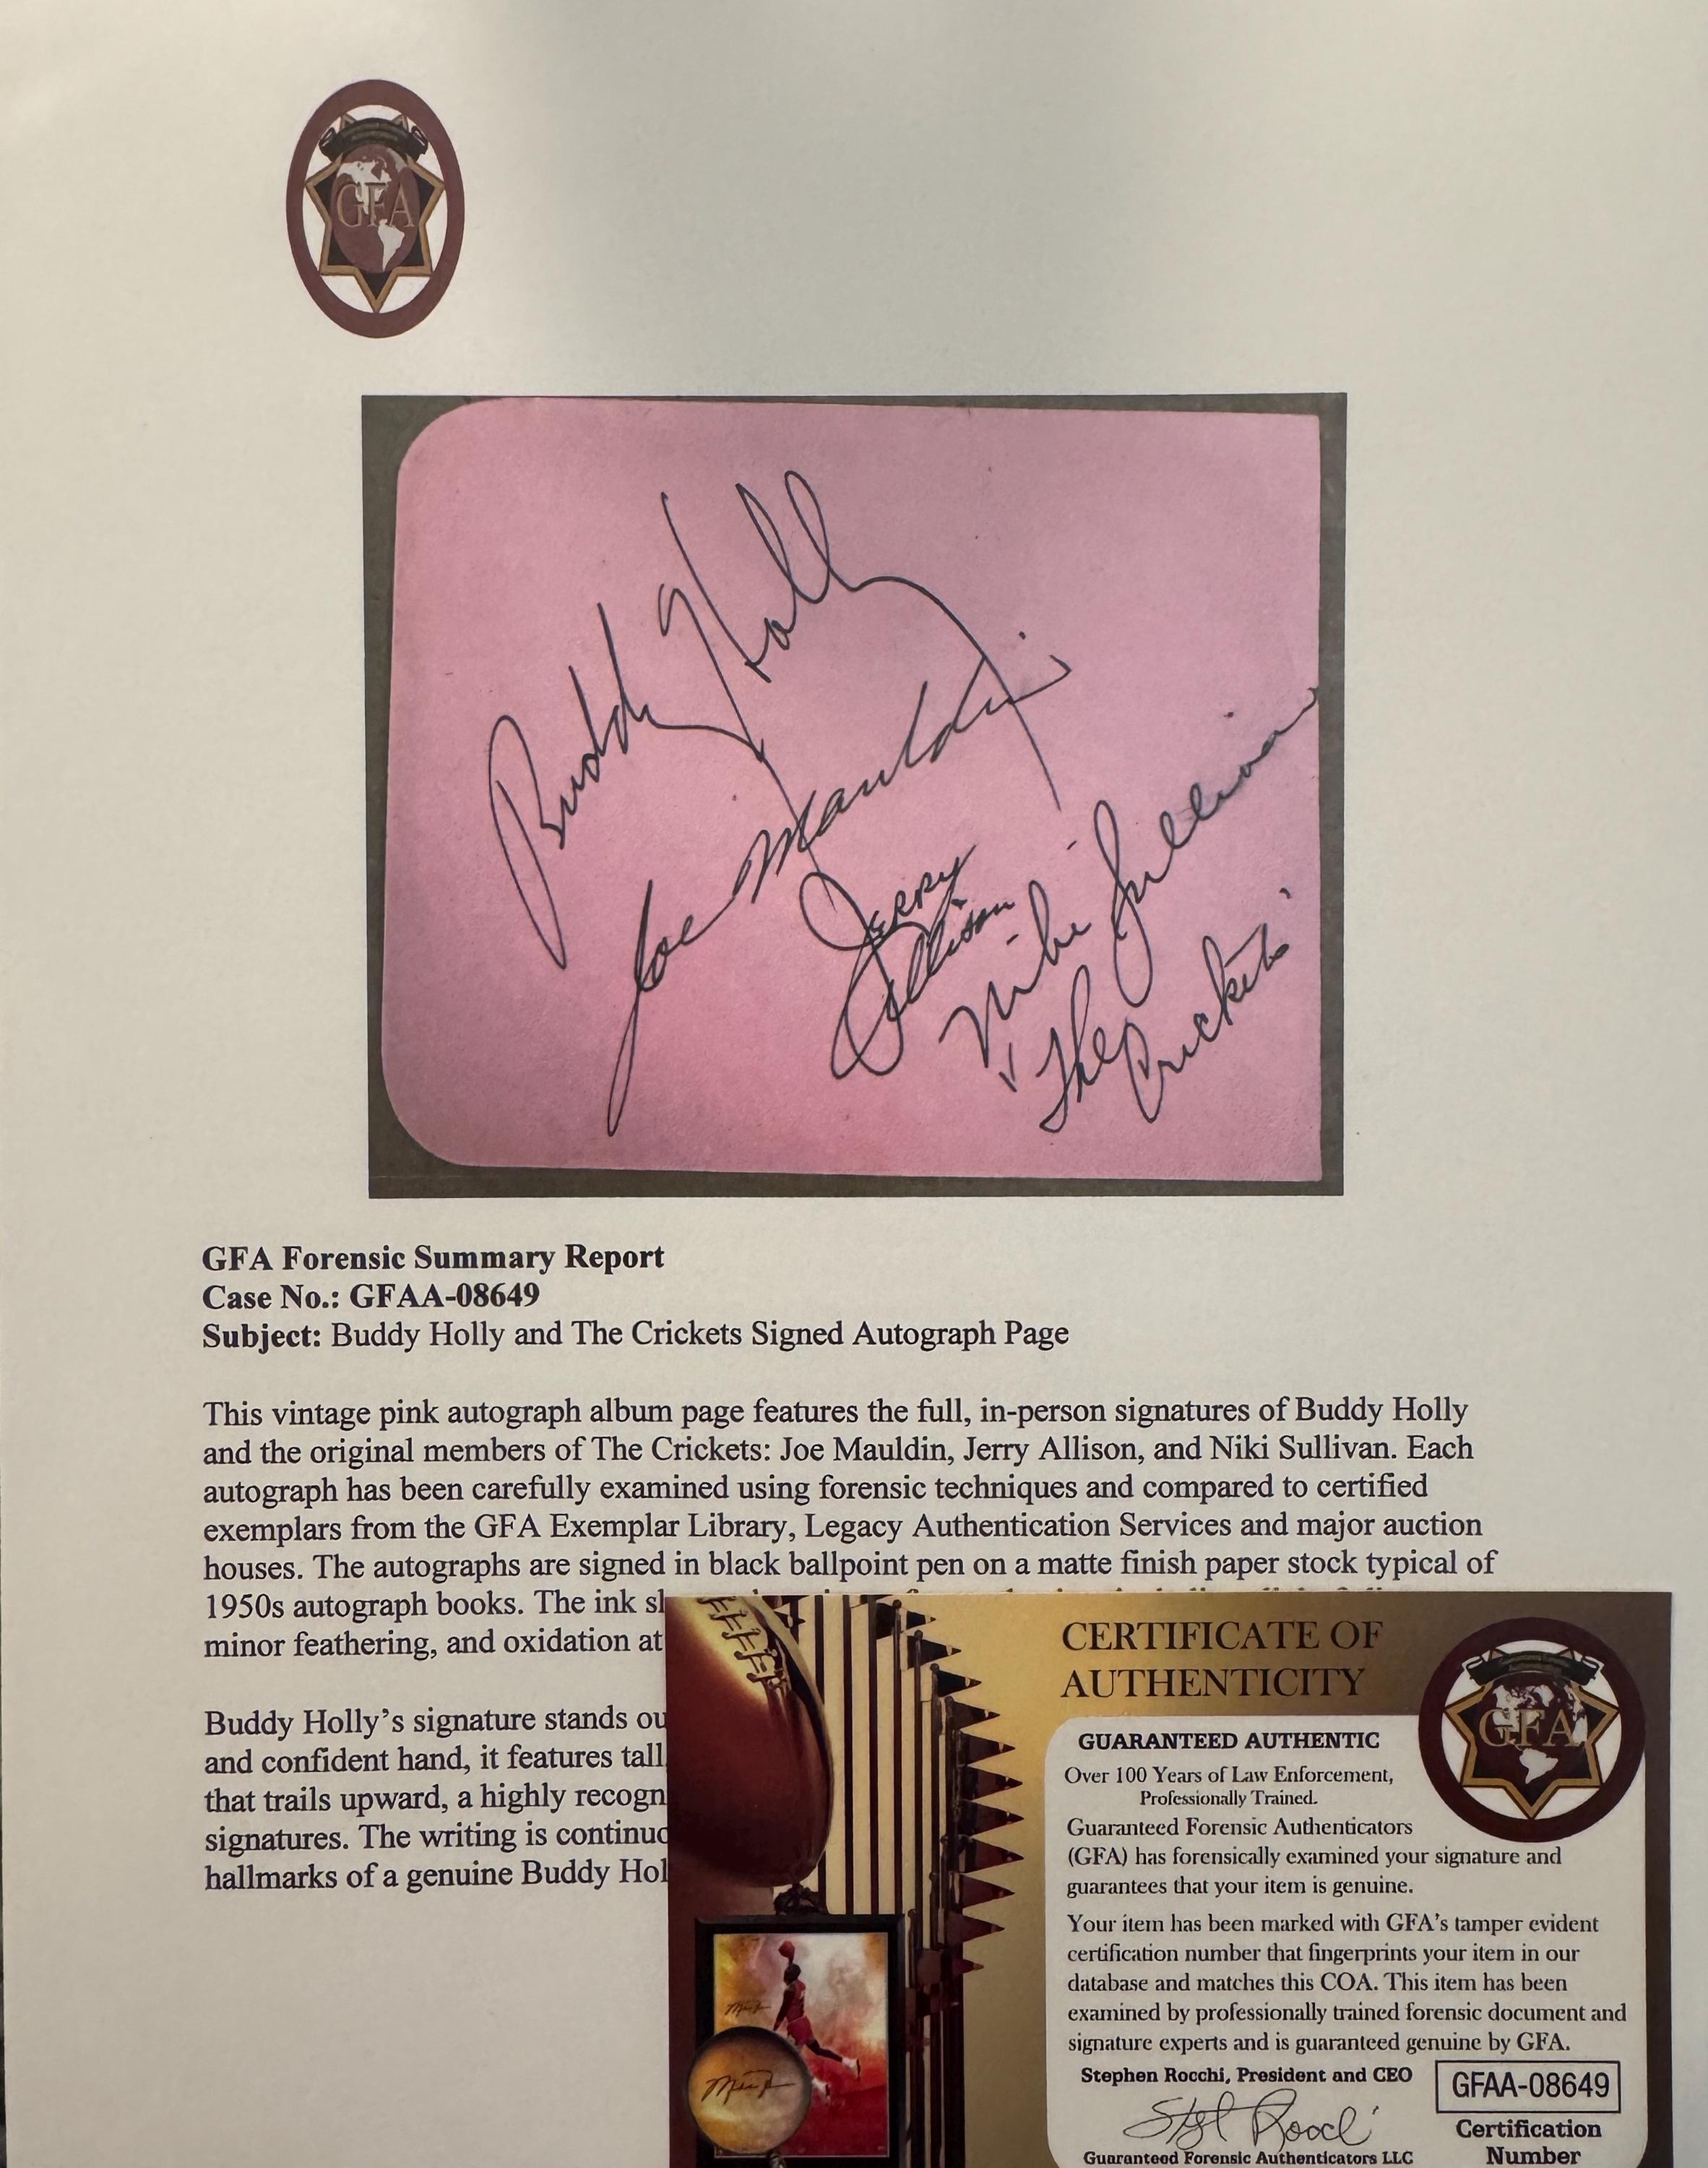 GFA
Buddy Holly
Joe Mauldin
Jerry
Allison
Niki Sullivan
"The
Crickets"
GFA Forensic Summary Report
Case No.: GFAA-08649
Subject: Buddy Holly and The Crickets Signed Autograph Page
This vintage pink autograph album page features the full, in-person signatures of Buddy Holly
and the original members of The Crickets: Joe Mauldin, Jerry Allison, and Niki Sullivan. Each
autograph has been carefully examined using forensic techniques and compared to certified
exemplars from the GFA Exemplar Library, Legacy Authentication Services and major auction
houses. The autographs are signed in black ballpoint pen on a matte finish paper stock typical of
1950s autograph books. The ink
minor feathering, and oxidation at
Buddy Holly's signature stands
and confident hand, it features tall
that trails upward, a highly
signatures. The writing is
hallmarks of a genuine Buddy
CERTIFICATE OF
AUTHENTICITY
GUARANTEED AUTHENTIC
Over 100 Years of Law Enforcement,
Professionally Trained.
Guaranteed Forensic Authenticators
(GFA) has forensically examined your signature and
guarantees that your item is genuine.
Your item has been marked with GFA's tamper evident
certification number that fingerprints your item in our
database and matches this COA. This item has been
examined by professionally trained forensic document and
signature experts and is guaranteed genuine by GFA.
Stephen Rocchi, President and CEO
Guaranteed Forensic Authenticators LLC
GFA
GFAA-08649
Certification
Number